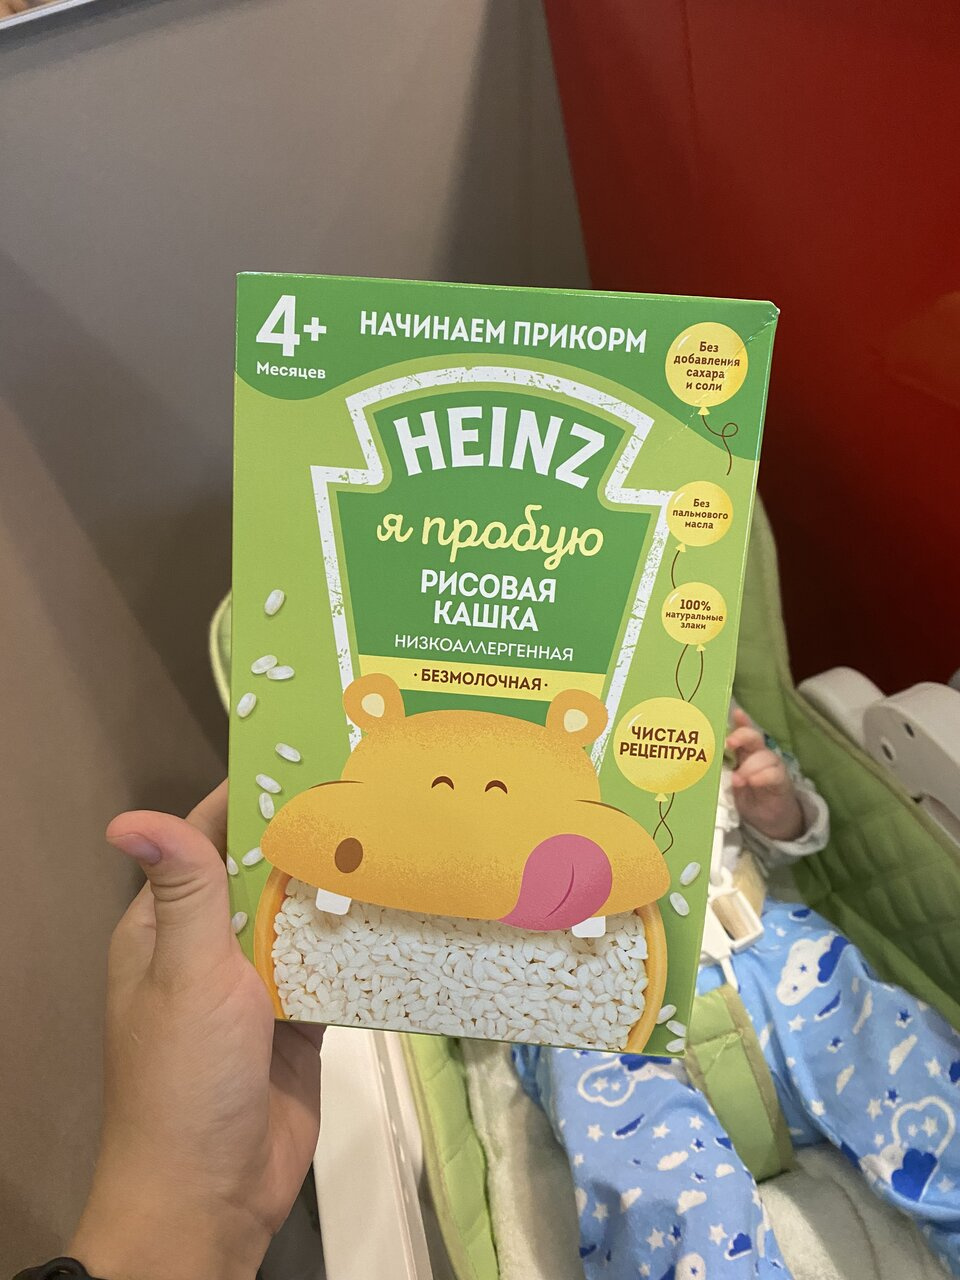 4+
Месяцев
НАЧИНАЕМ ПРИКОРМ
Без
добавления
сахара
и соли
HEINZ
я пробую
РИСОВАЯ
КАШКА
НИЗКОАЛЛЕРГЕННАЯ
·БЕЗМОЛОЧНАЯ·
Без
пальмового
масла
100%
натуральные
злаки
ЧИСТАЯ
РЕЦЕПТУРА